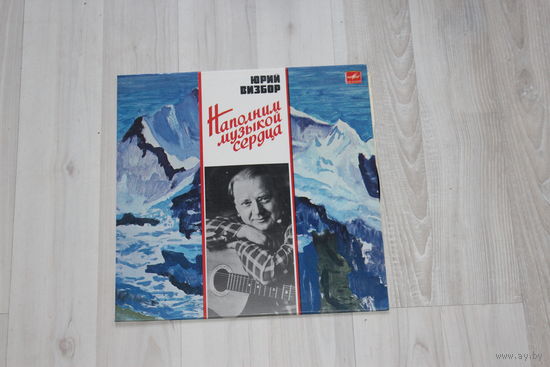 ЮРИЙ
ВИЗБОР
Наполним
музыкой
сердца
www.ay.by